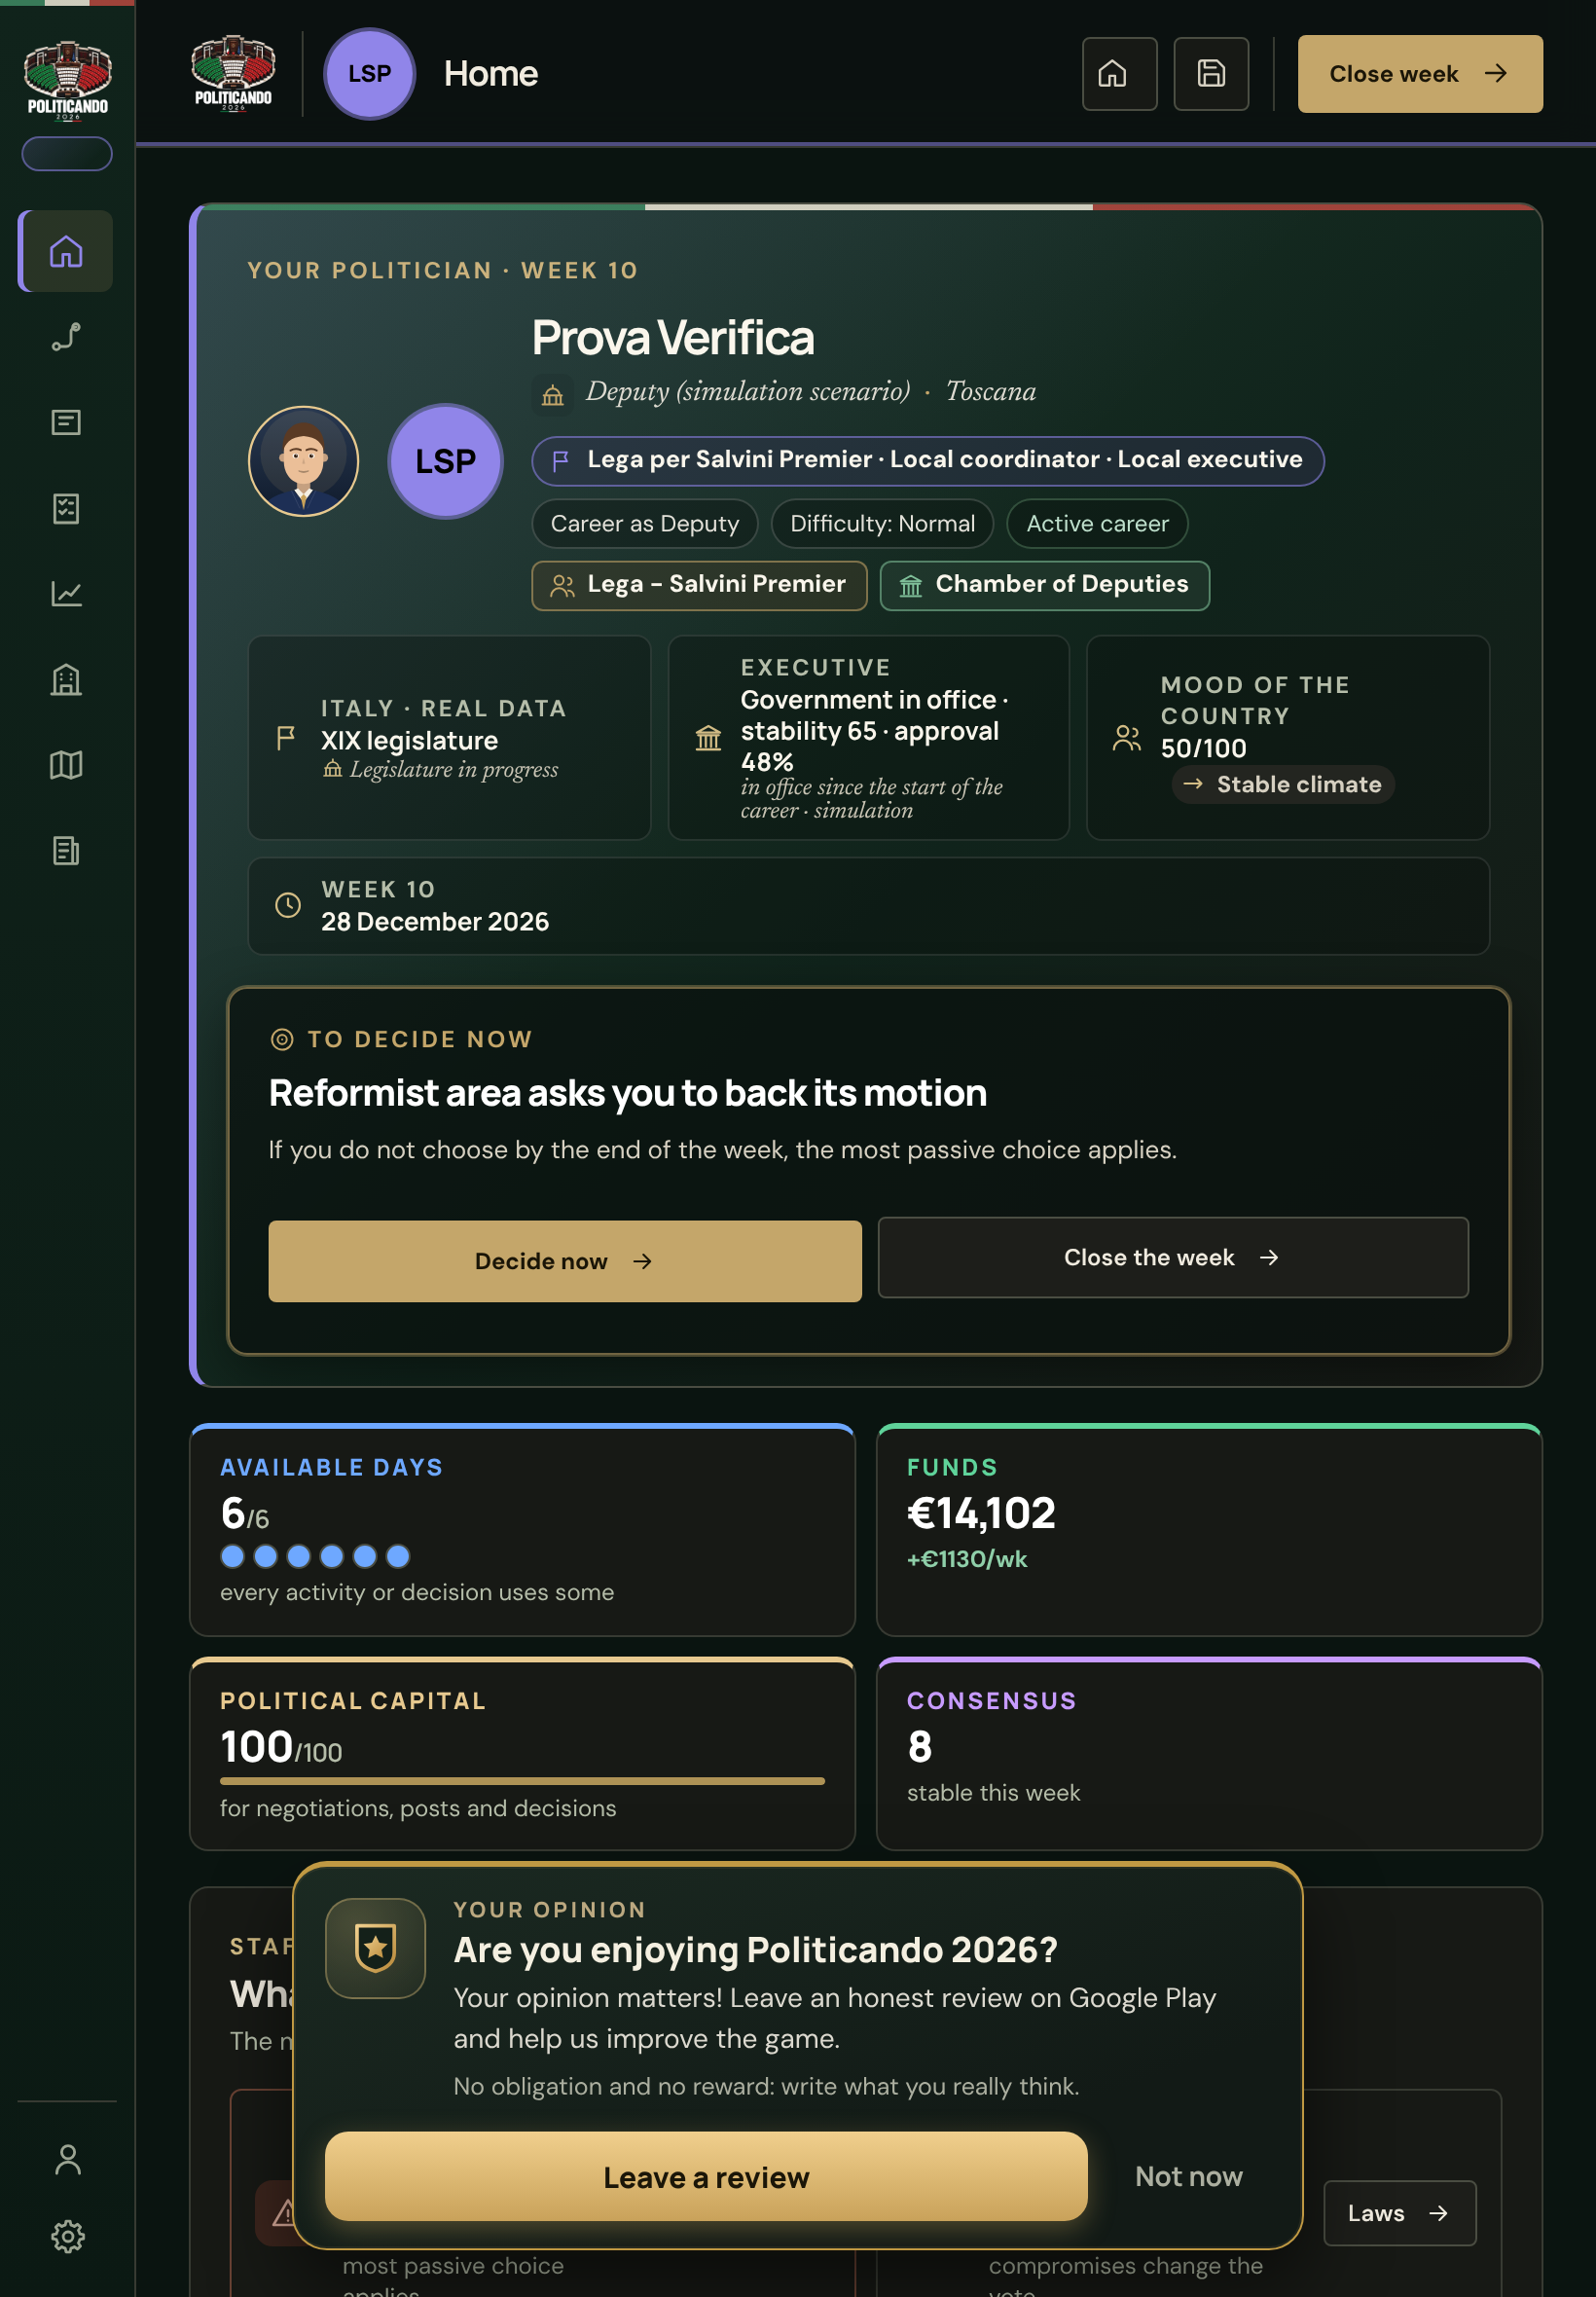 POLITICANDO
2026
POLITICANDO
2026
LSP
Home
Close week
YOUR POLITICIAN · WEEK 10
Prova Verifica
Deputy (simulation scenario) · Toscana
LSP
Lega per Salvini Premier · Local coordinator · Local executive
Career as Deputy
Difficulty: Normal
Active career
Lega – Salvini Premier
Chamber of Deputies
ITALY · REAL DATA
XIX legislature
Legislature in progress
EXECUTIVE
Government in office ·
stability 65 · approval
48%
in office since the start of the
career · simulation
MOOD OF THE
COUNTRY
50/100
→ Stable climate
WEEK 10
28 December 2026
TO DECIDE NOW
Reformist area asks you to back its motion
If you do not choose by the end of the week, the most passive choice applies.
Decide now →
Close the week →
AVAILABLE DAYS
6/6
every activity or decision uses some
FUNDS
€14,102
+€1130/wk
POLITICAL CAPITAL
100/100
for negotiations, posts and decisions
CONSENSUS
8
stable this week
YOUR OPINION
Are you enjoying Politicando 2026?
Your opinion matters! Leave an honest review on Google Play
and help us improve the game.
No obligation and no reward: write what you really think.
Leave a review
Not now
The
Laws →
most passive choice
applies
compromises change the
vote